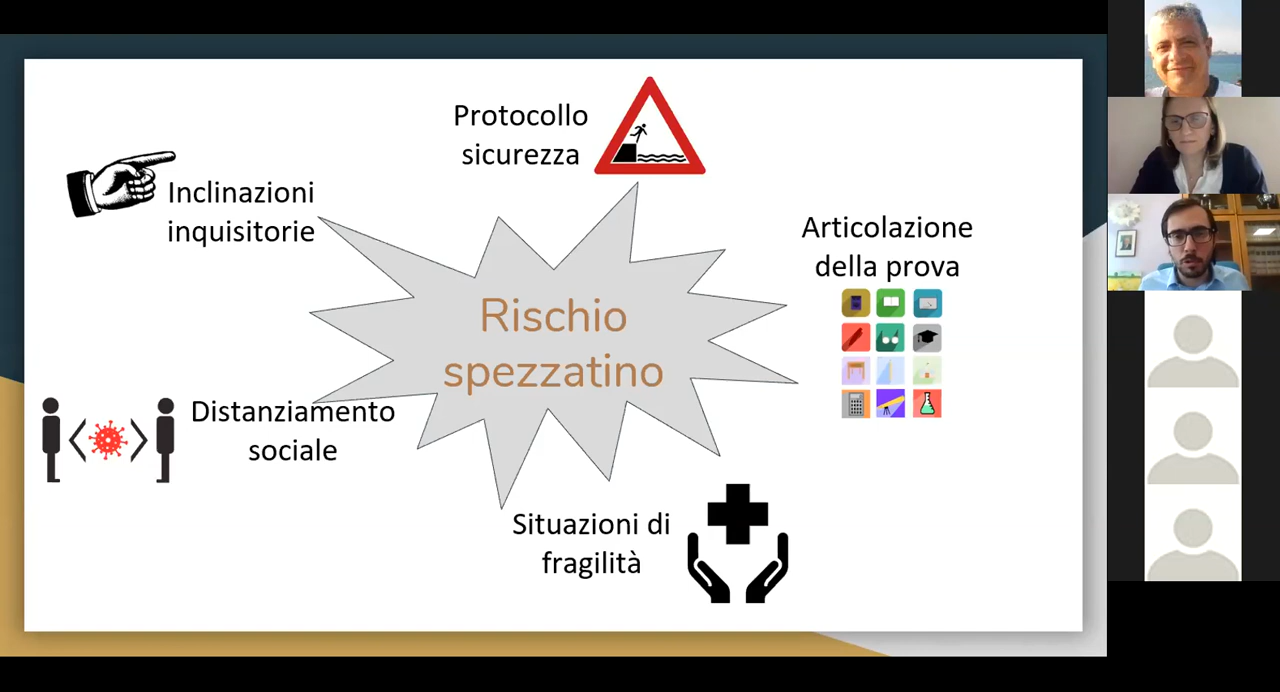 Protocollo
sicurezza
Inclinazioni
inquisitorie
Articolazione
della prova
Rischio
spezzatino
Distanziamento
sociale
Situazioni di
fragilità